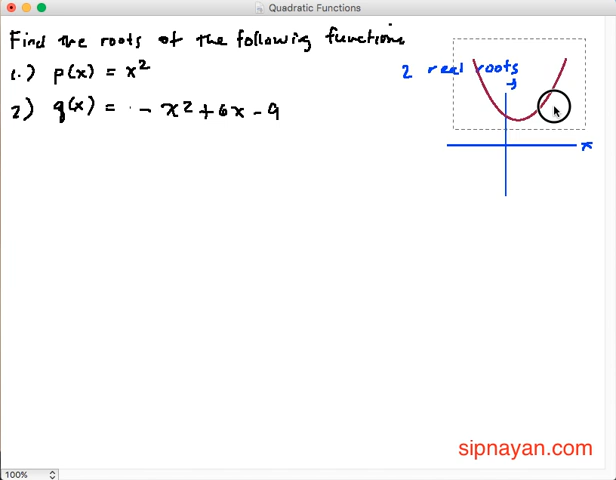 Quadratic Functions
Find the roots of the following functions
1.) p(x) = x²
2 real roots
y
2) g(x) = - x² + 6x - 9
x
sipnayan.com
100%